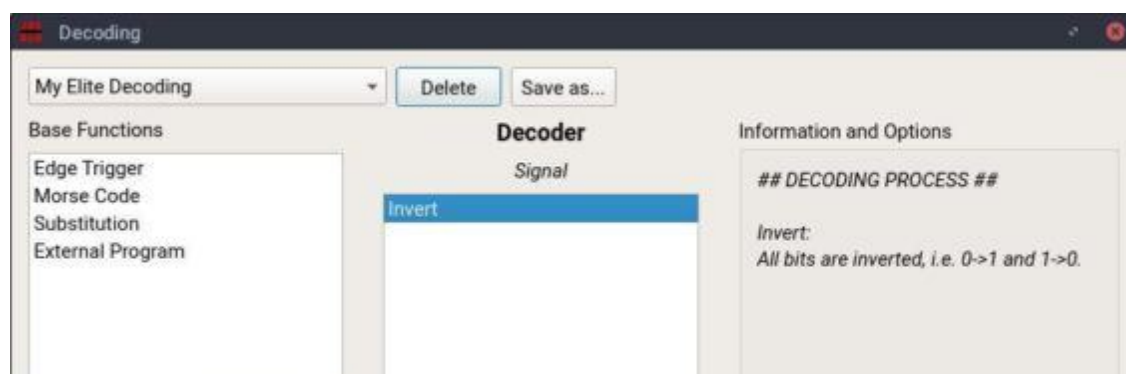 Decoding
My Elite Decoding
Delete
Save as...
Base Functions
Edge Trigger
Morse Code
Substitution
External Program
Decoder
Signal
Invert
Information and Options
## DECODING PROCESS ##
Invert:
All bits are inverted, i.e. 0->1 and 1->0.